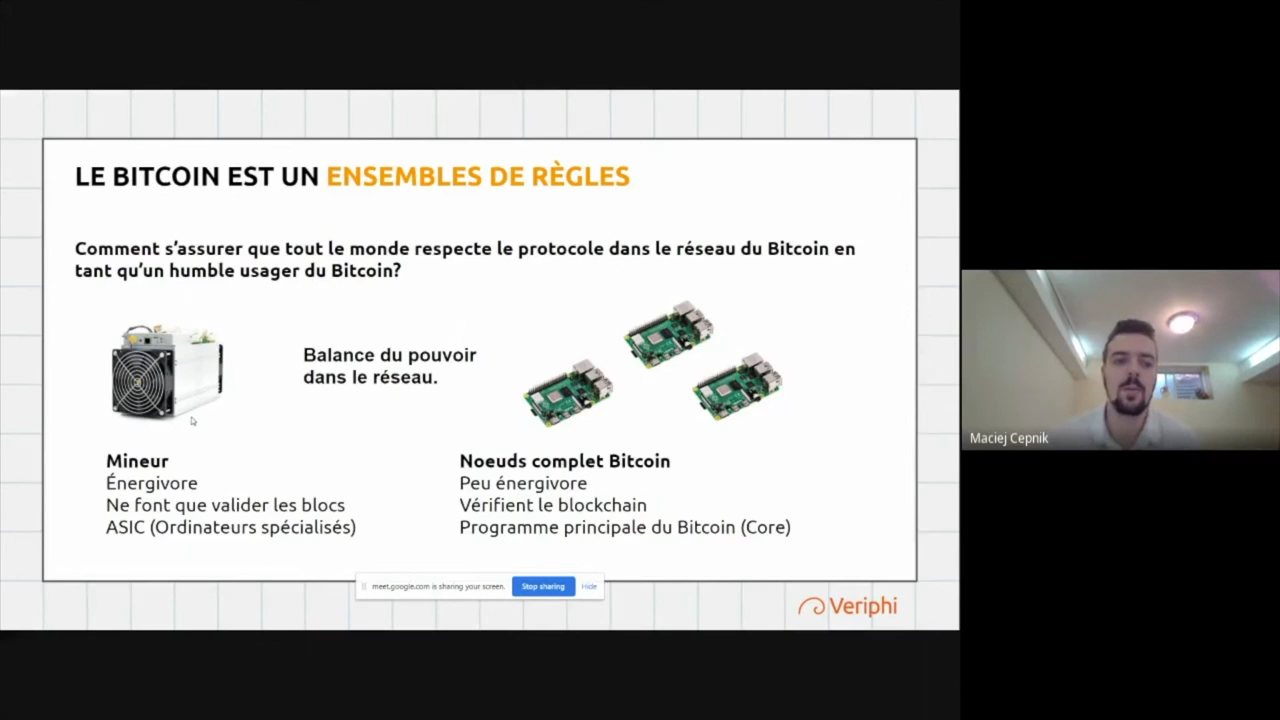 LE BITCOIN EST UN ENSEMBLES DE RÈGLES
Comment s'assurer que tout le monde respecte le protocole dans le réseau du Bitcoin en
tant qu'un humble usager du Bitcoin?
Balance du pouvoir
dans le réseau.
Mineur
Énergivore
Ne font que valider les blocs
ASIC (Ordinateurs spécialisés)
Noeuds complet Bitcoin
Peu énergivore
Vérifient le blockchain
Programme principale du Bitcoin (Core)
meet.google.com is sharing your screen. Stop sharing Hide
Veriphi
Maciej Cepnik